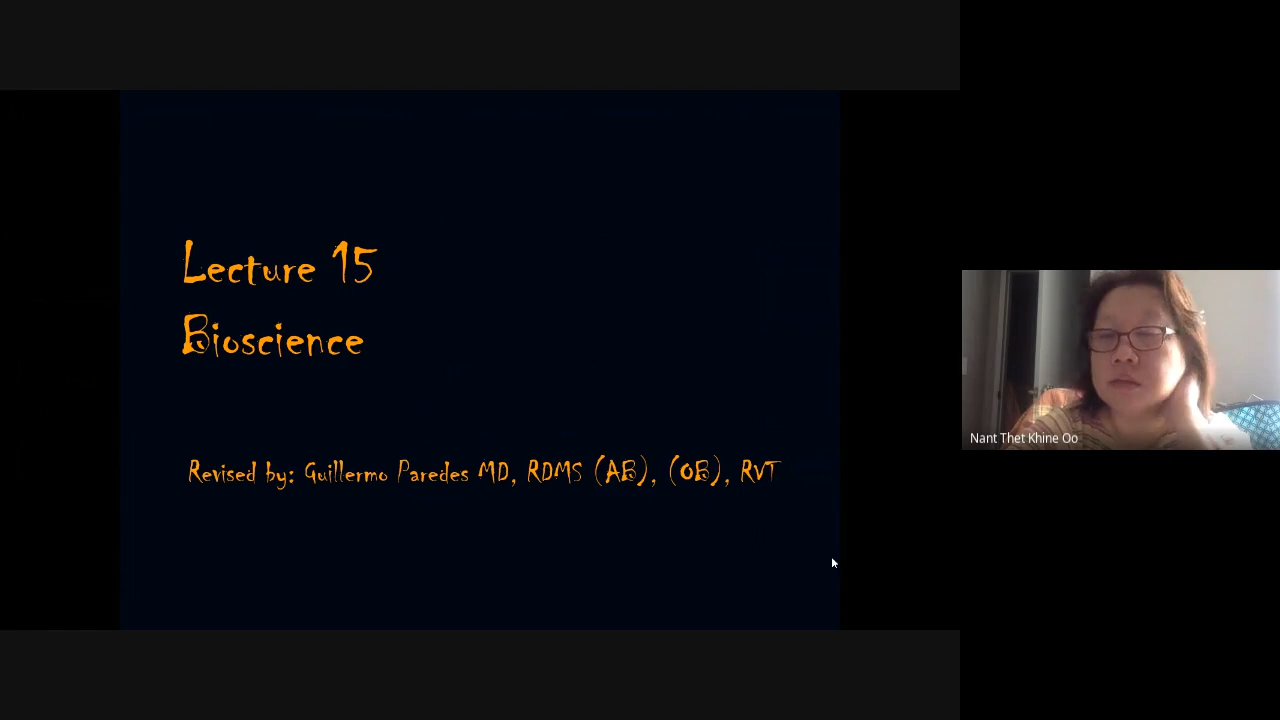 Lecture 15
Bioscience
Revised by: Guillermo Paredes MD, RDMS (AB), (OB), RVT
Nant Thet Khine Oo